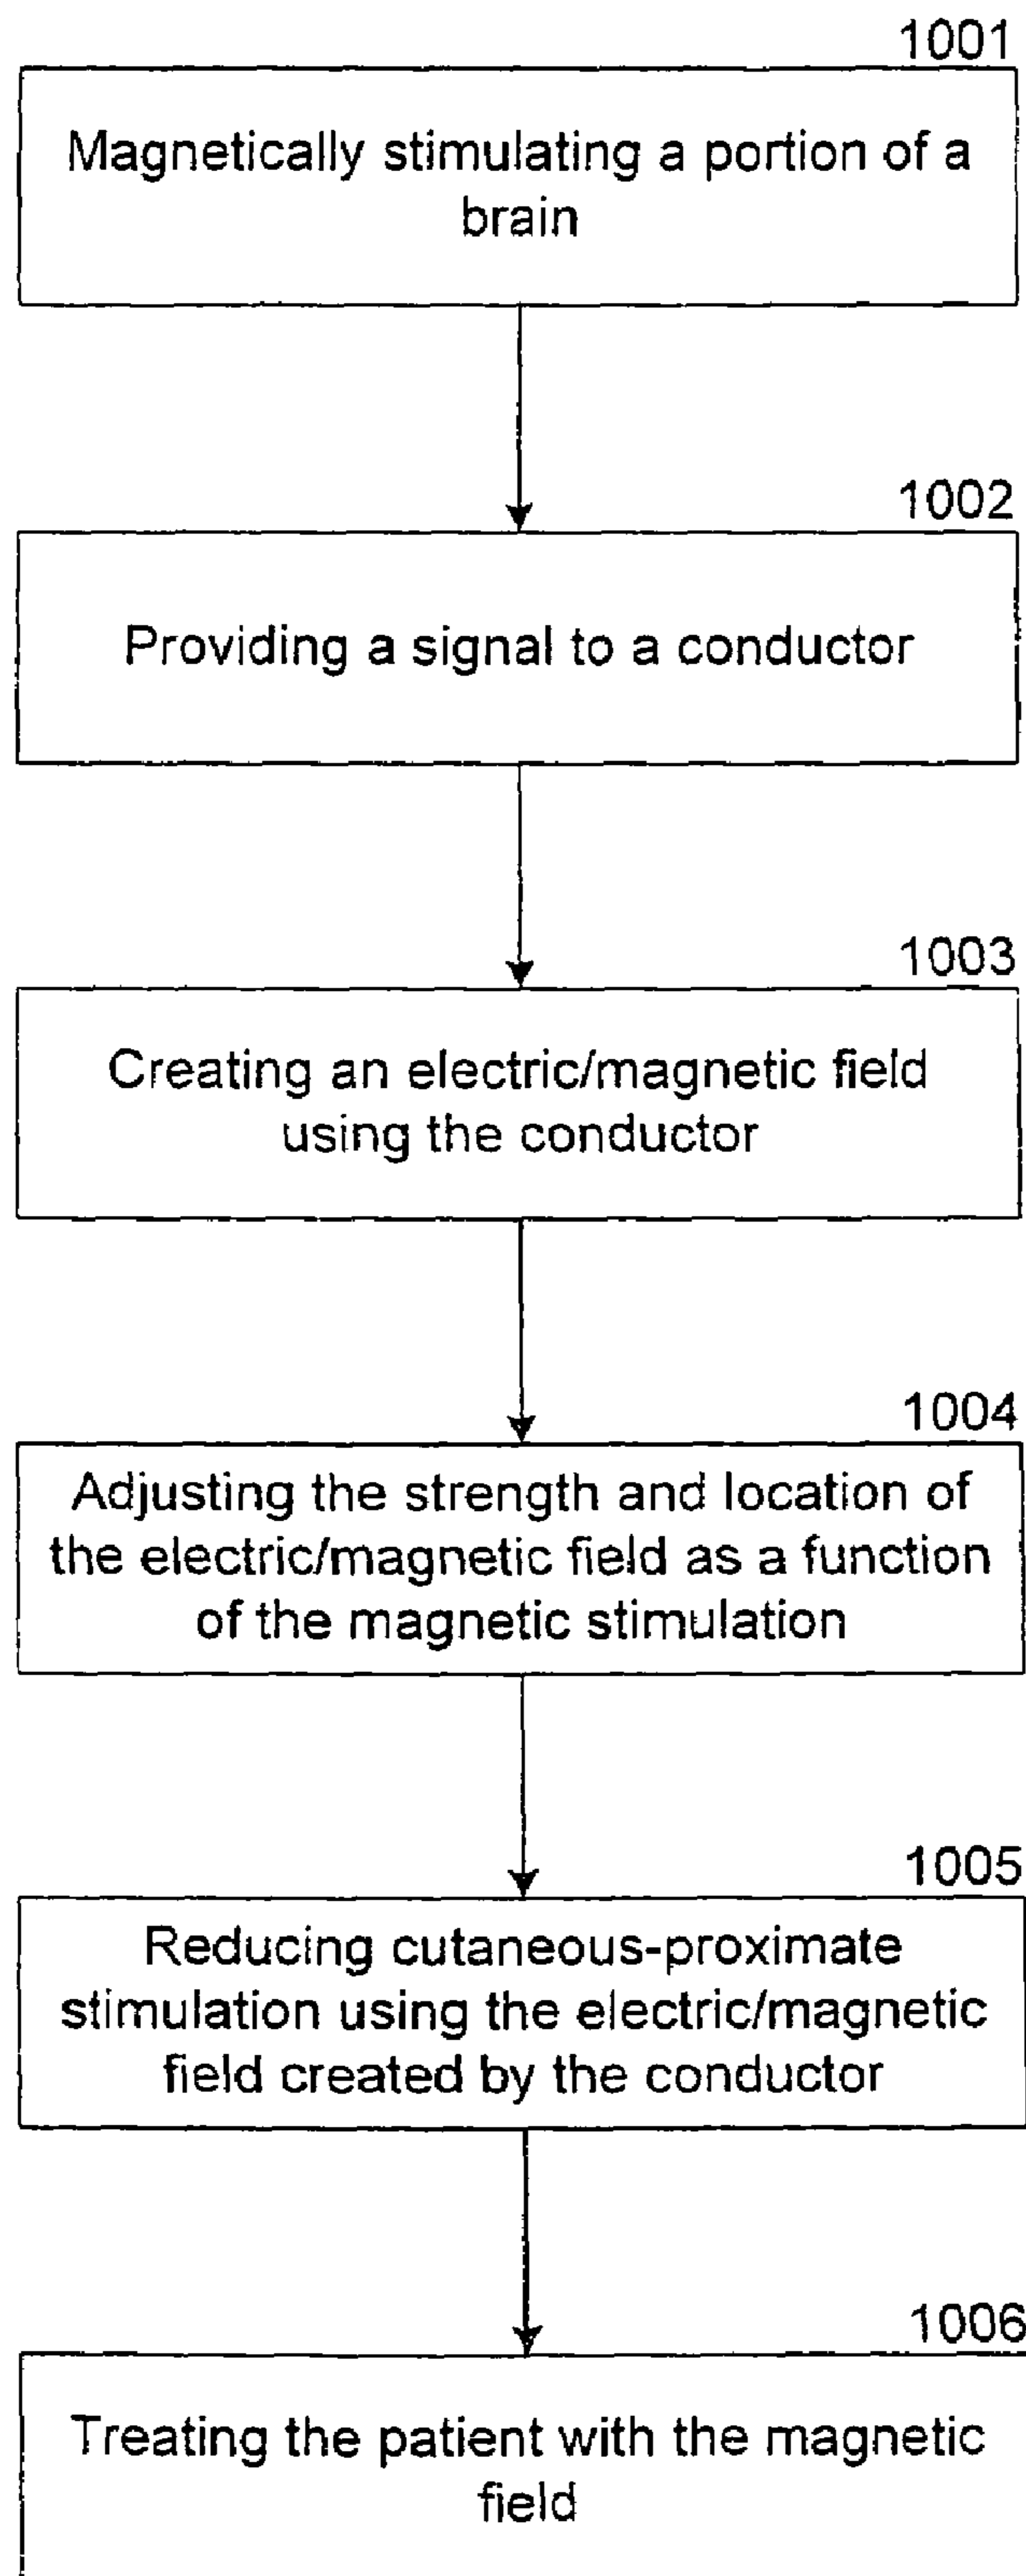 1001
Magnetically stimulating a portion of a
brain
1002
Providing a signal to a conductor
1003
Creating an electric/magnetic field
using the conductor
1004
Adjusting the strength and location of
the electric/magnetic field as a function
of the magnetic stimulation
1005
Reducing cutaneous-proximate
stimulation using the electric/magnetic
field created by the conductor
1006
Treating the patient with the magnetic
field